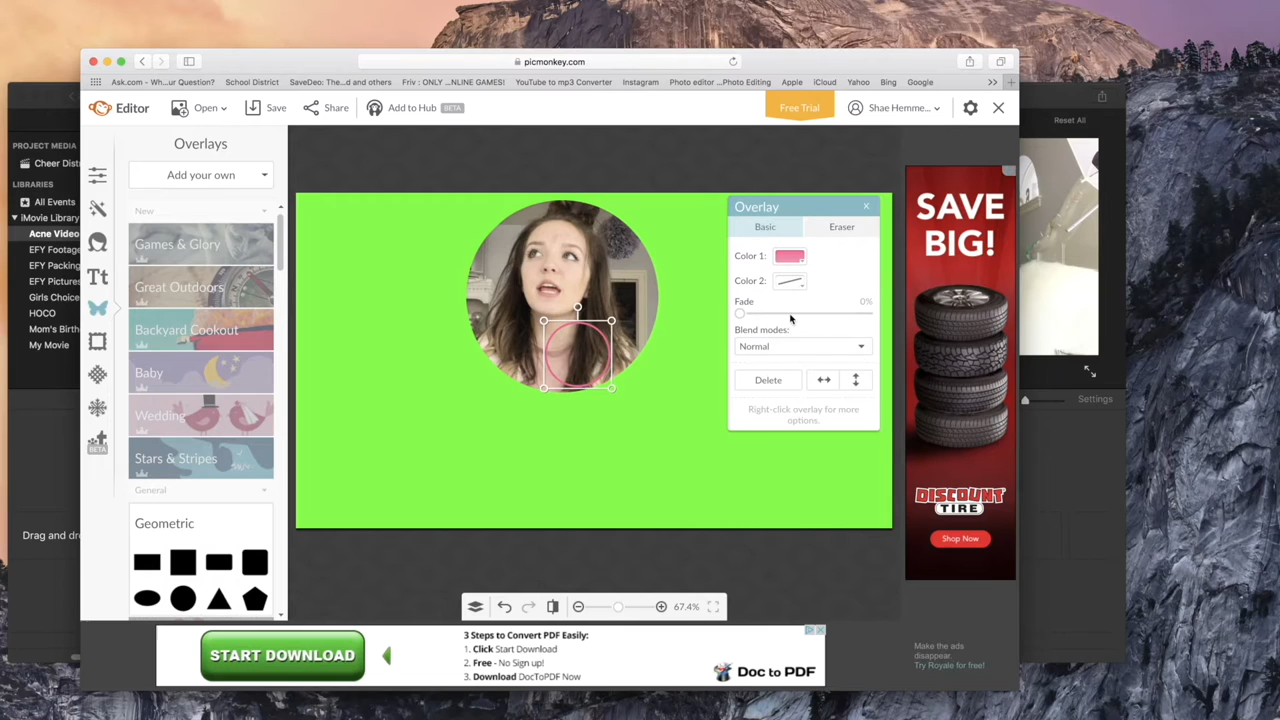 picmonkey.com
Ask.com - Wh...ur Question?
School District
SaveDeo: The...d and others
Friv : ONLY ...NLINE GAMES!
YouTube to mp3 Converter
Instagram
Photo editor ...Photo Editing
Apple
iCloud
Yahoo
Bing
Google
Editor
Open
Save
Share
Add to Hub
BETA
Free Trial
Shae Hemme...
Reset All
Overlays
Add your own
New
Games & Glory
Great Outdoors
Backyard Cookout
Baby
Wedding
Stars & Stripes
General
Geometric
Tt
BETA
PROJECT MEDIA
Cheer Dist
LIBRARIES
All Events
iMovie Library
Acne Video
EFY Footage
EFY Packing
EFY Pictures
Girls Choice
HOCO
Mom's Birth
My Movie
Drag and dr
Overlay
Basic
Eraser
Color 1:
Color 2:
Fade
0%
Blend modes:
Normal
Delete
Right-click overlay for more
options.
67.4%
SAVE
BIG!
DISCOUNT
TIRE
Shop Now
Settings
START DOWNLOAD
3 Steps to Convert PDF Easily:
1. Click Start Download
2. Free - No Sign up!
3. Download DocToPDF Now
Doc to PDF
Make the ads
disappear.
Try Royale for free!